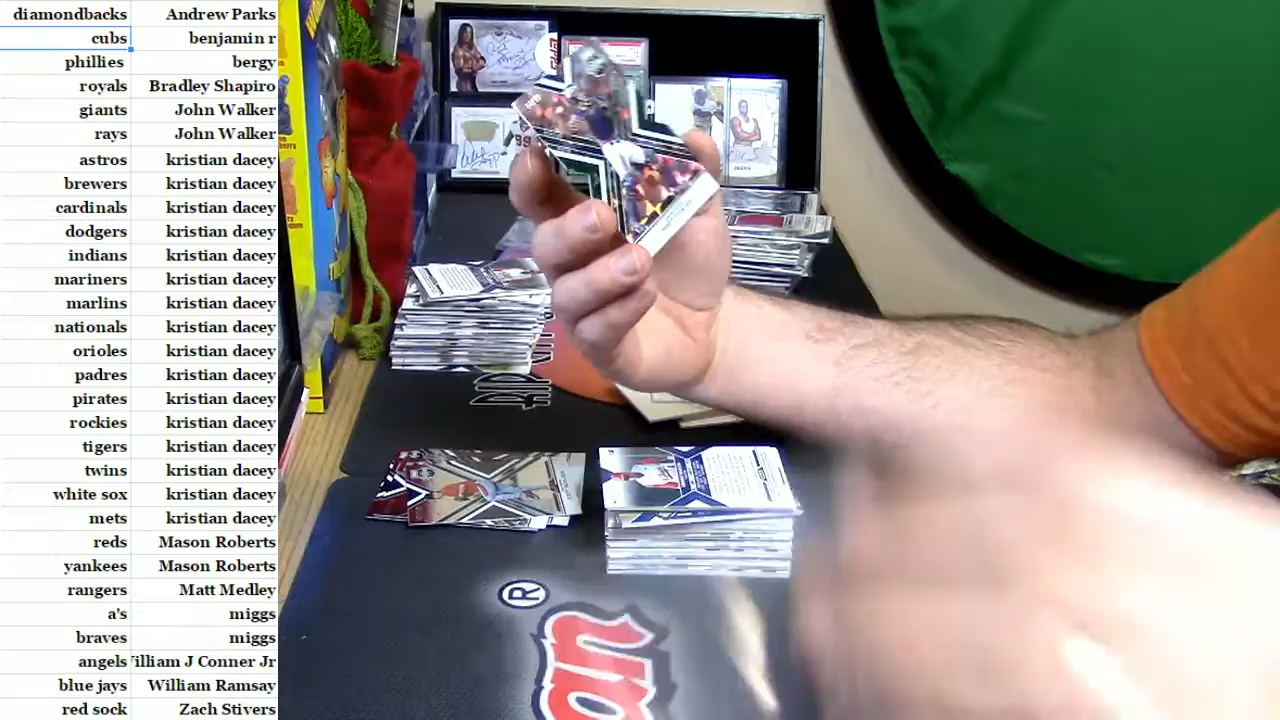 diamondbacks Andrew Parks
cubs benjamin r
phillies bergy
royals Bradley Shapiro
giants John Walker
rays John Walker
astros kristian dacey
brewers kristian dacey
cardinals kristian dacey
dodgers kristian dacey
indians kristian dacey
mariners kristian dacey
marlins kristian dacey
nationals kristian dacey
orioles kristian dacey
padres kristian dacey
pirates kristian dacey
rockies kristian dacey
tigers kristian dacey
twins kristian dacey
white sox kristian dacey
mets kristian dacey
reds Mason Roberts
yankees Mason Roberts
rangers Matt Medley
a's miggs
braves miggs
angels illiam J Conner Jr
blue jays William Ramsay
red sock Zach Stivers
®